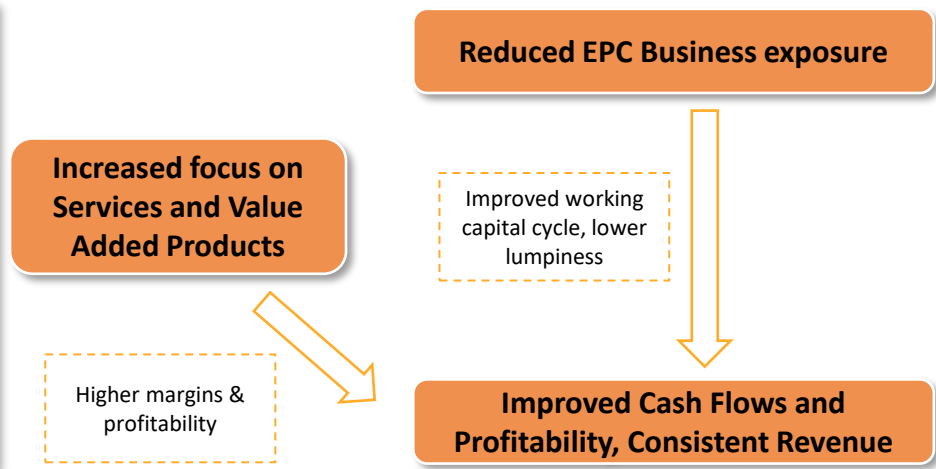 Reduced EPC Business exposure
Increased focus on
Services and Value
Added Products
Improved working
capital cycle, lower
lumpiness
Higher margins &
profitability
Improved Cash Flows and
Profitability, Consistent Revenue